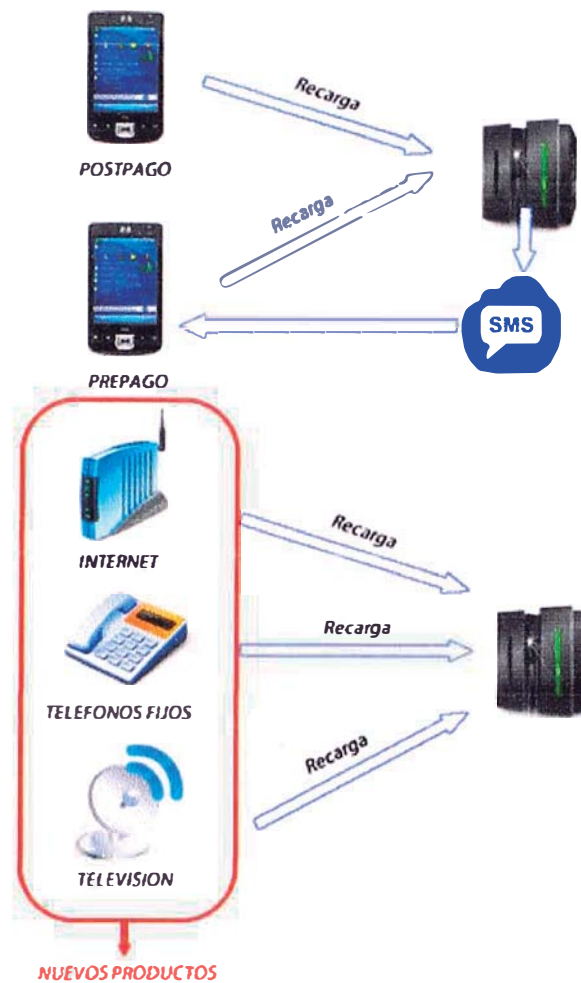 Recarga
POSTPAGO
Recarga
SMS
PREPAGO
Recarga
INTERNET
Recarga
TELEFONOS FIJOS
Recarga
TELEVISION
NUEVOS PRODUCTOS